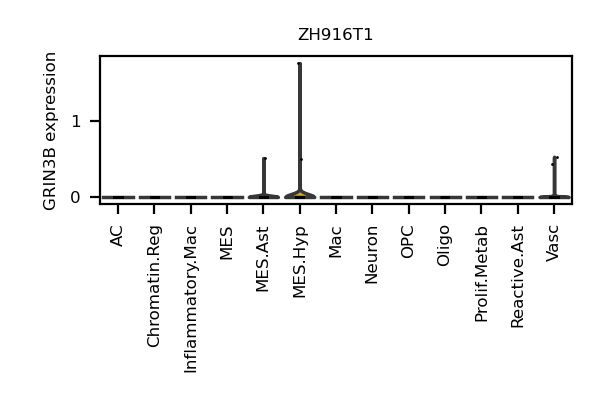 ZH916T1
GRIN3B expression
1
0
AC
Chromatin.Reg
Inflammatory.Mac
MES
MES.Ast
MES.Hyp
Mac
Neuron
OPC
Oligo
Prolif.Metab
Reactive.Ast
Vasc